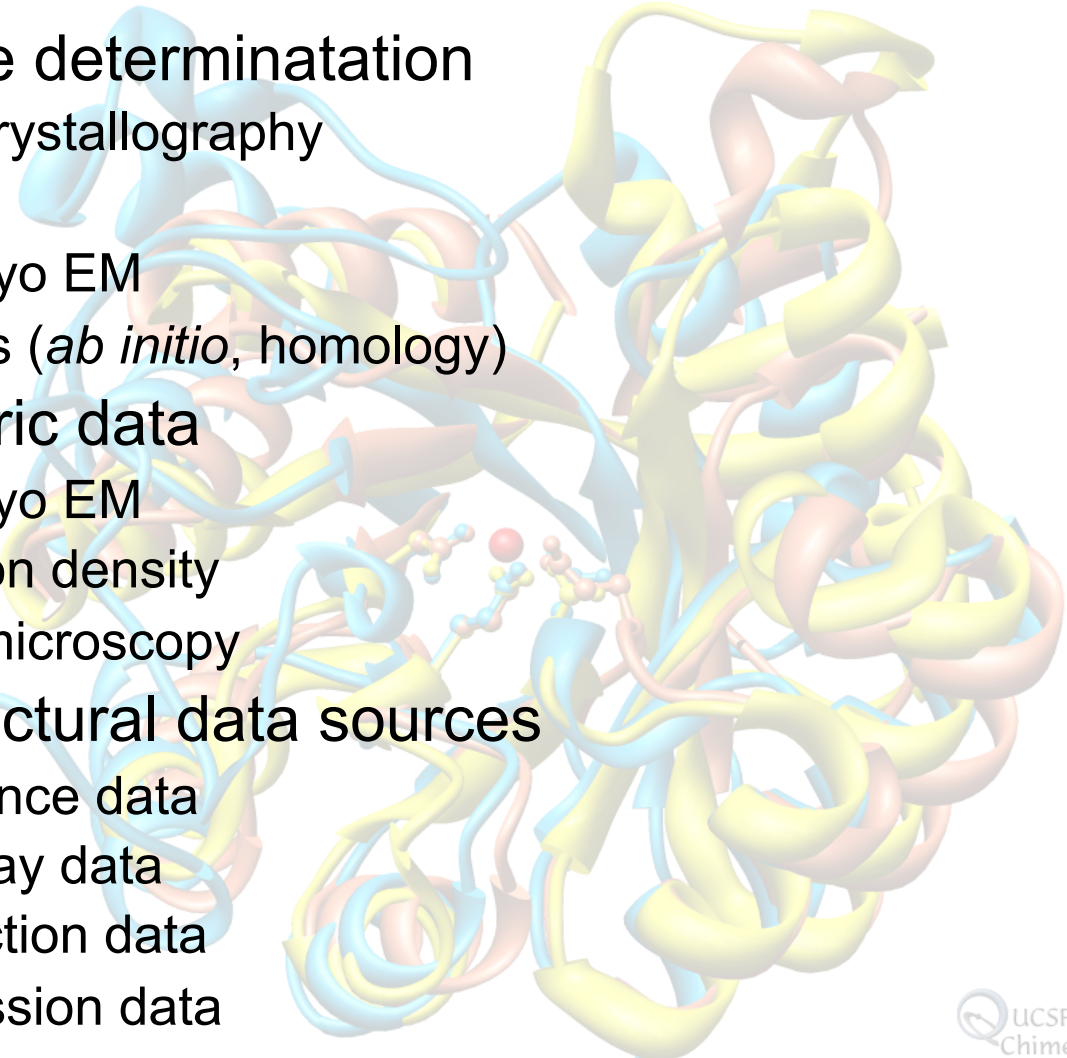 e determinatation
rystallography
yo EM
s (ab initio, homology)
ric data
yo EM
on density
microscopy
ctural data sources
nce data
ay data
ction data
ssion data
UCSF
Chime